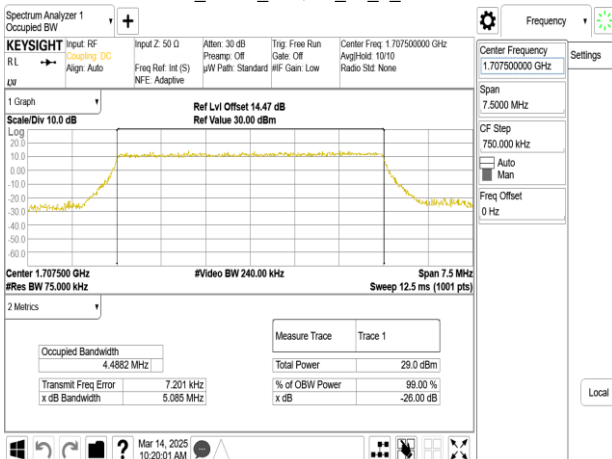 Spectrum Analyzer 1
Occupied BW
+
Frequency
KEYSIGHT
RL
Input: RF
Coupling: DC
Align: Auto
Input Z: 50 Ω
Freq Ref: Int (S)
NFE: Adaptive
Atten: 30 dB
Preamp: Off
µW Path: Standard
Trig: Free Run
Gate: Off
#IF Gain: Low
Center Freq: 1.707500000 GHz
Avg|Hold: 10/10
Radio Std: None
Center Frequency
1.707500000 GHz
Settings
Span
7.5000 MHz
CF Step
750.000 kHz
Auto
Man
Freq Offset
0 Hz
Local
1 Graph
Scale/Div 10.0 dB
Ref Lvl Offset 14.47 dB
Ref Value 30.00 dBm
Log
20.0
10.0
0.00
-10.0
-20.0
-30.0
-40.0
-50.0
-60.0
Center 1.707500 GHz
#Res BW 75.000 kHz
#Video BW 240.00 kHz
Span 7.5 MHz
Sweep 12.5 ms (1001 pts)
2 Metrics
Measure Trace Trace 1
Occupied Bandwidth
4.4882 MHz
Total Power 29.0 dBm
Transmit Freq Error 7.201 kHz
% of OBW Power 99.00 %
x dB Bandwidth 5.085 MHz
x dB -26.00 dB
?
Mar 14, 2025
10:20:01 AM